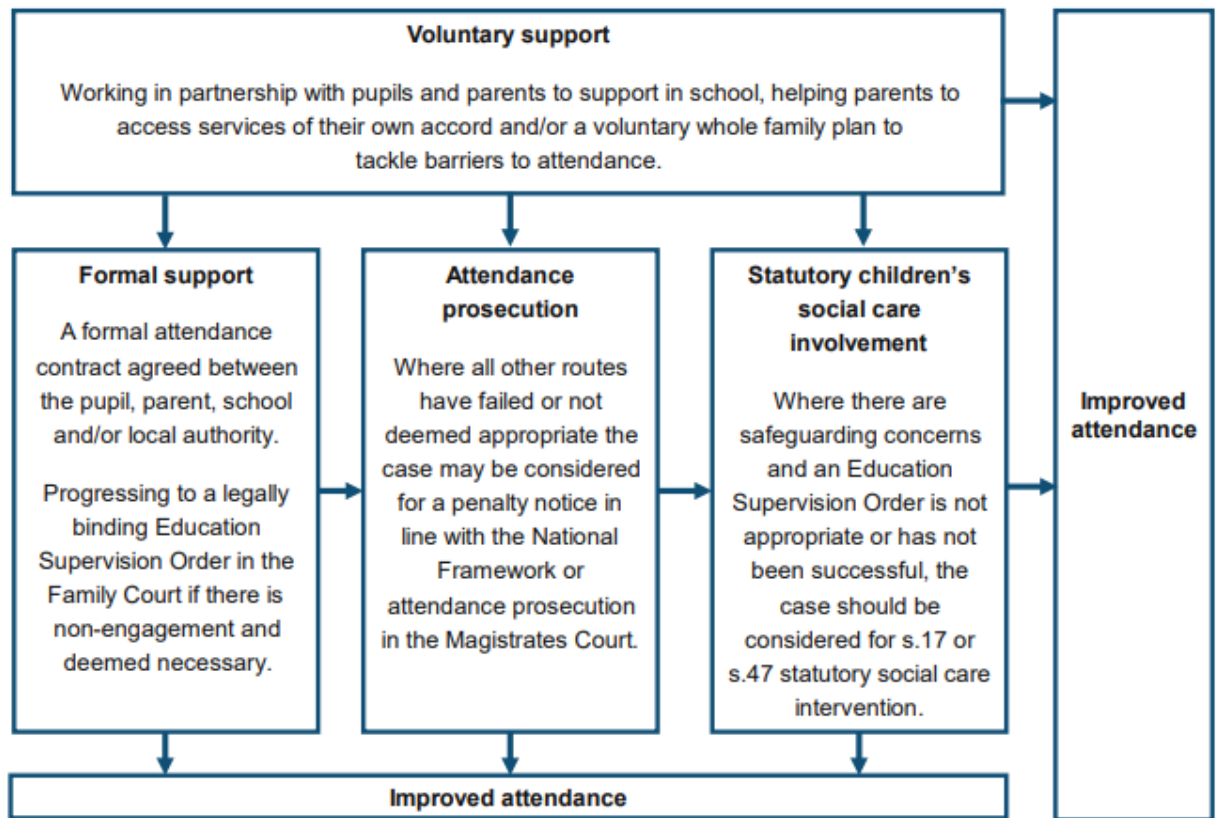 Voluntary support
Working in partnership with pupils and parents to support in school, helping parents to
access services of their own accord and/or a voluntary whole family plan to
tackle barriers to attendance.
Formal support
A formal attendance
contract agreed between
the pupil, parent, school
and/or local authority.
Progressing to a legally
binding Education
Supervision Order in the
Family Court if there is
non-engagement and
deemed necessary.
Attendance
prosecution
Where all other routes
have failed or not
deemed appropriate the
case may be considered
for a penalty notice in
line with the National
Framework or
attendance prosecution
in the Magistrates Court.
Statutory children's
social care
involvement
Where there are
safeguarding concerns
and an Education
Supervision Order is not
appropriate or has not
been successful, the
case should be
considered for s.17 or
s.47 statutory social care
intervention.
Improved
attendance
Improved attendance